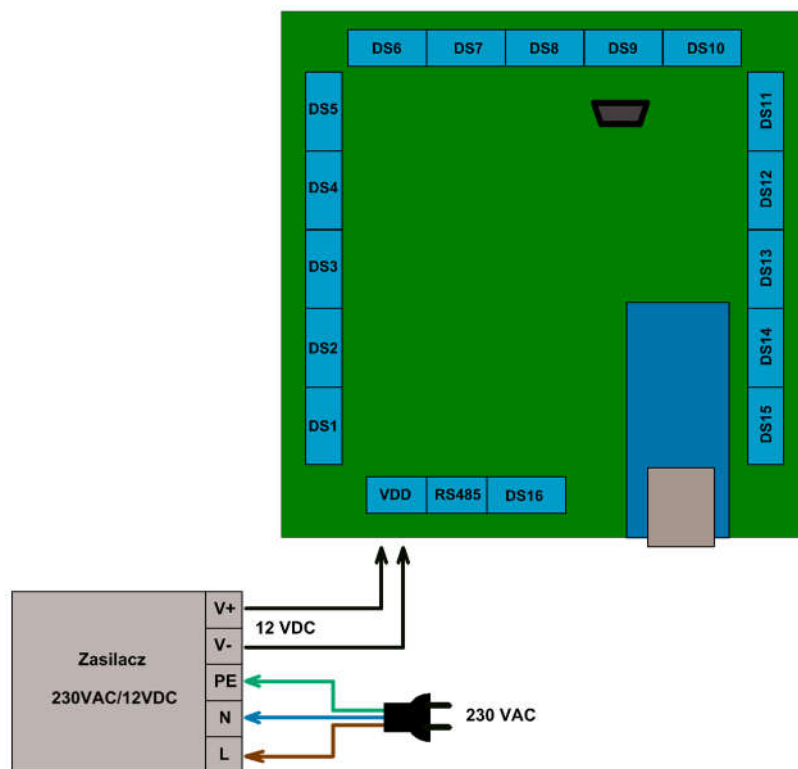 DS6 DS7 DS8 DS9 DS10
DS5
DS4
DS3
DS2
DS1
DS11
DS12
DS13
DS14
DS15
VDD RS485 DS16
Zasilacz
230VAC/12VDC
V+
V-
PE
N
L
12 VDC
230 VAC